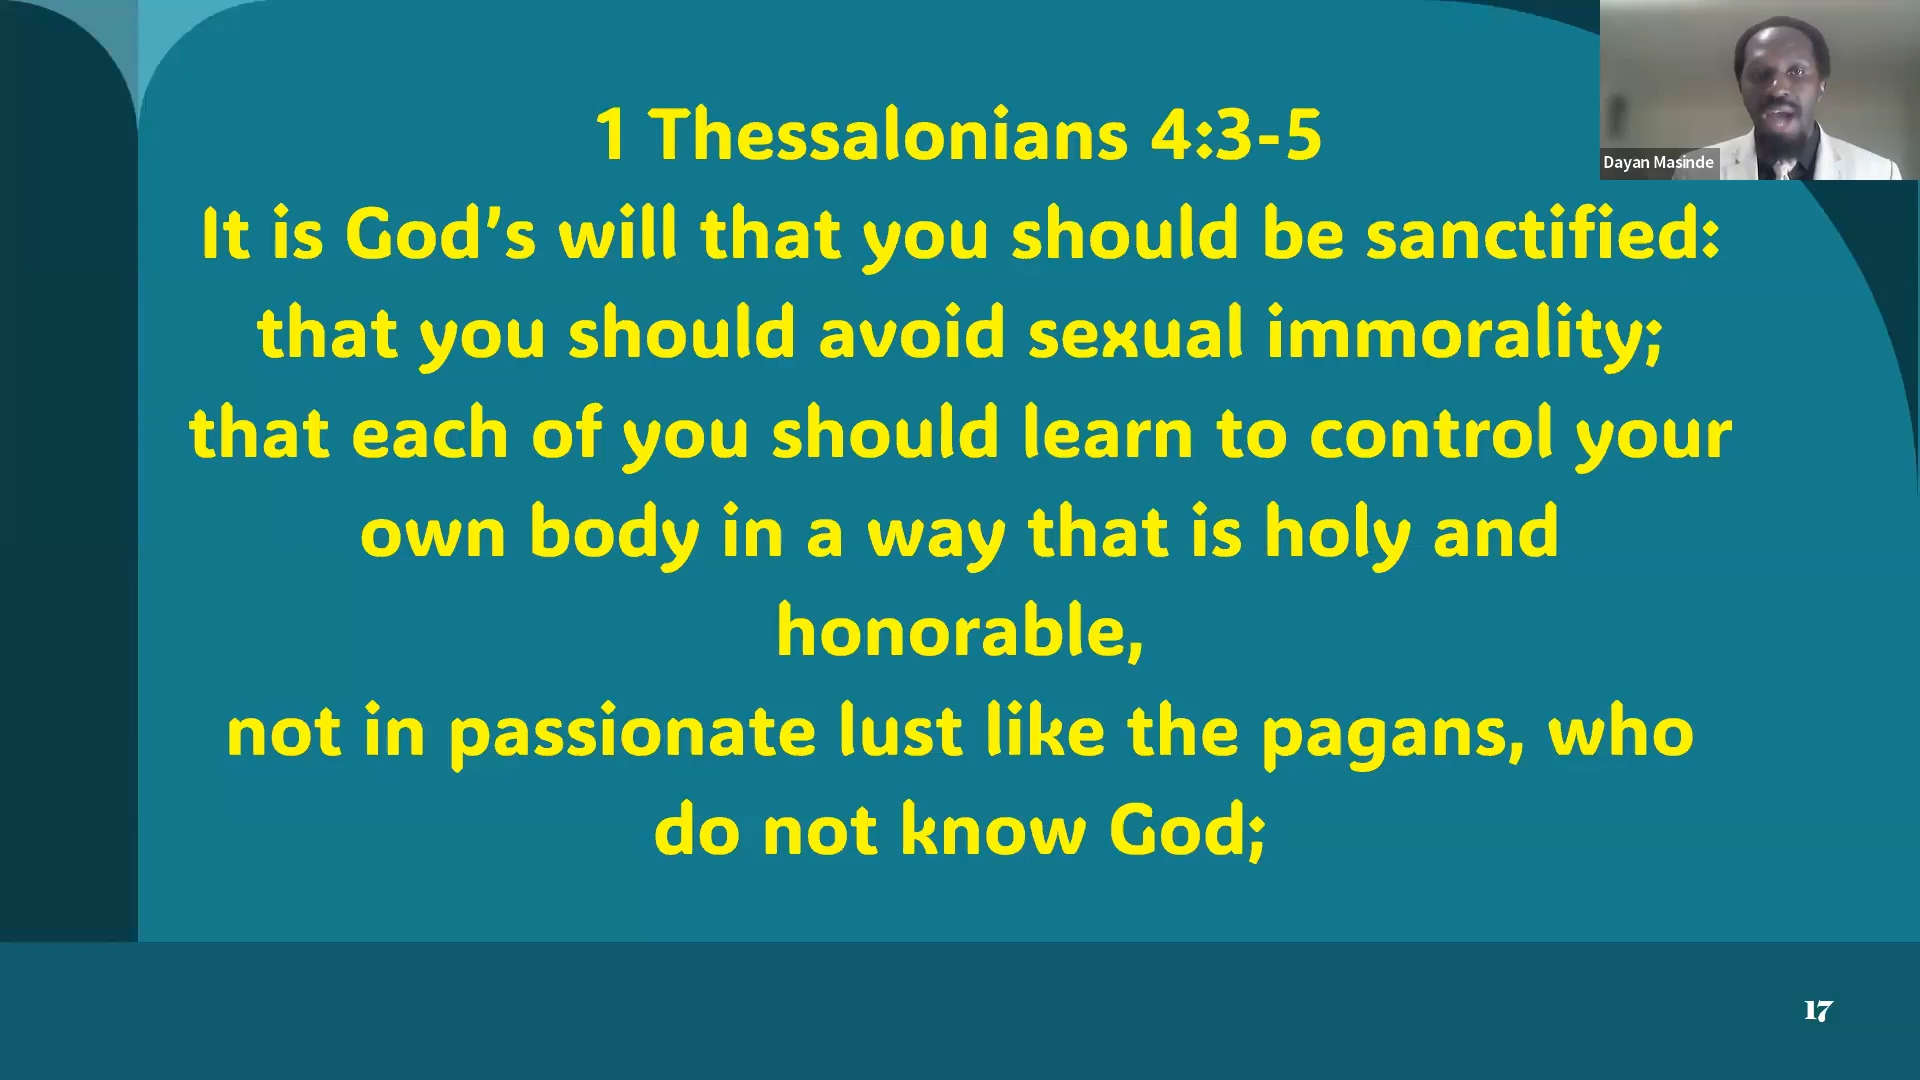 1 Thessalonians 4:3-5
It is God’s will that you should be sanctified:
that you should avoid sexual immorality;
that each of you should learn to control your
own body in a way that is holy and
honorable,
not in passionate lust like the pagans, who
do not know God;
Dayan Masinde
17